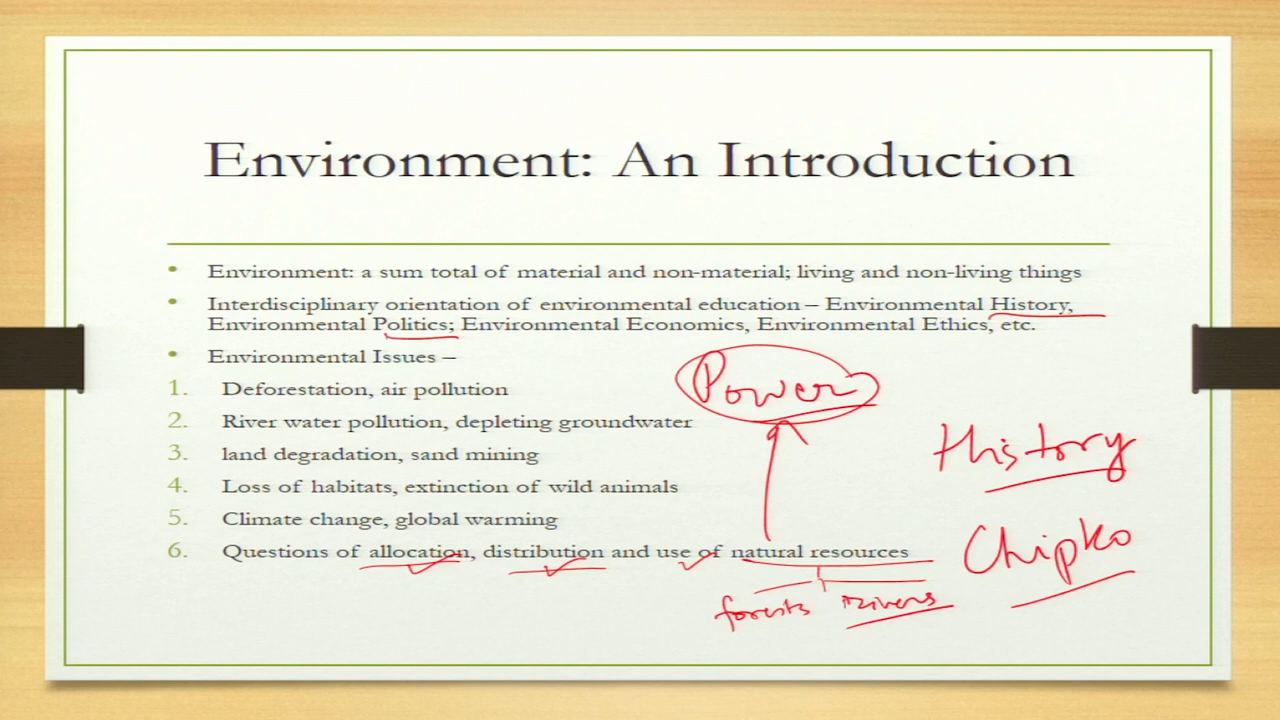 Environment: An Introduction
• Environment: a sum total of material and non-material; living and non-living things
• Interdisciplinary orientation of environmental education – Environmental History,
Environmental Politics; Environmental Economics, Environmental Ethics, etc.
• Environmental Issues –
1. Deforestation, air pollution
Power
2. River water pollution, depleting groundwater
History
3. land degradation, sand mining
4. Loss of habitats, extinction of wild animals
5. Climate change, global warming
6. Questions of allocation, distribution and use of natural resources
Chipko
forests Rivers